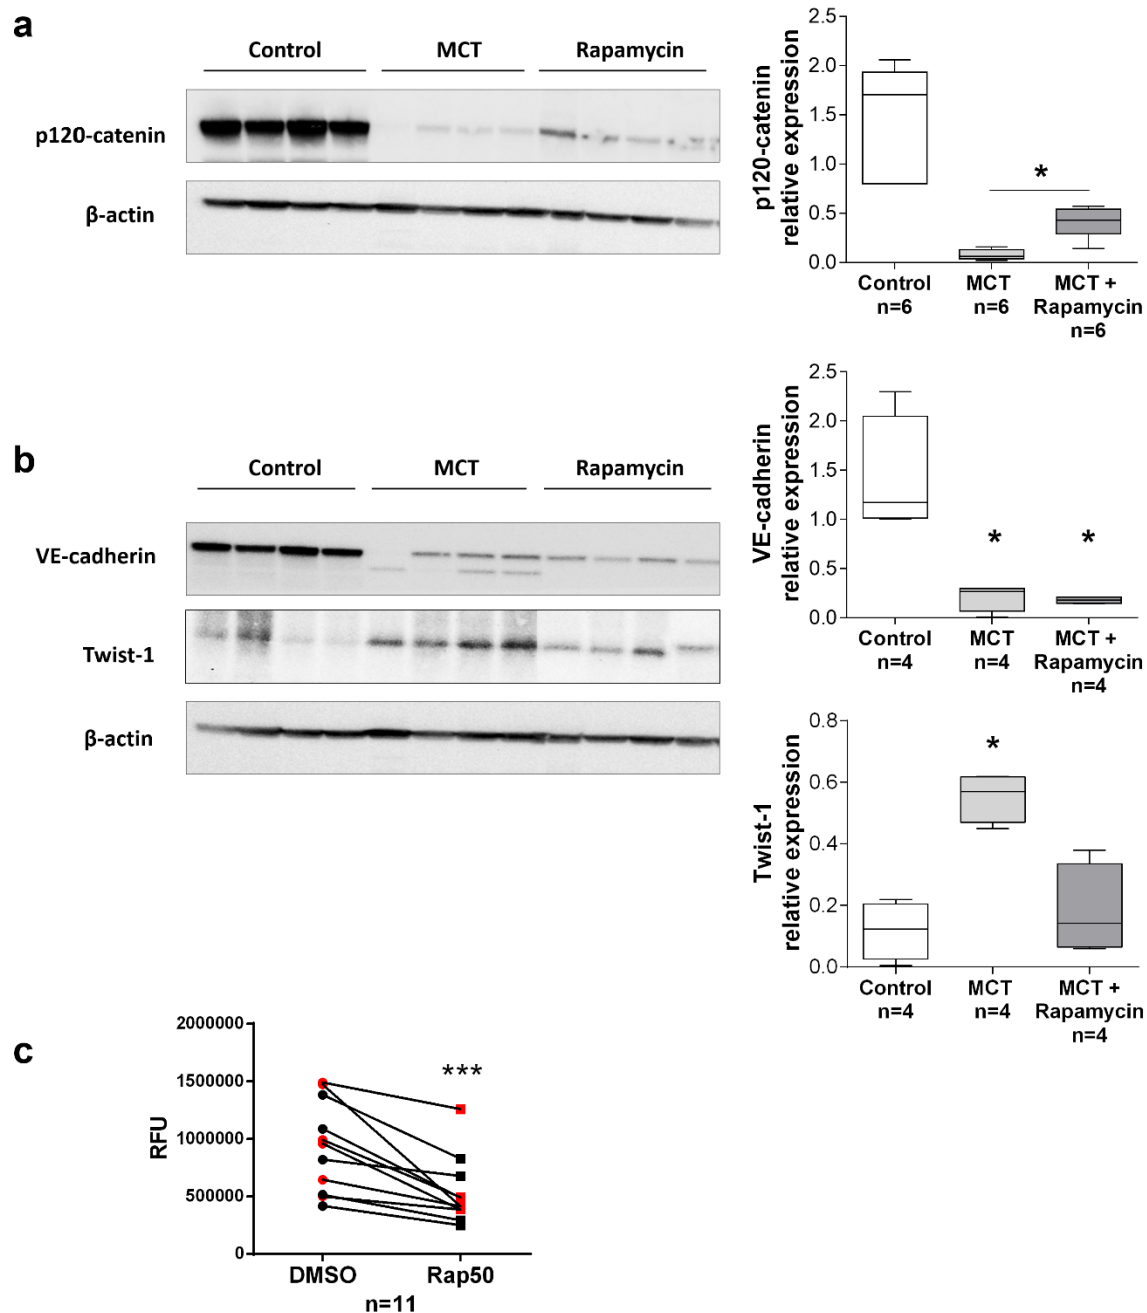 a
Control
MCT
Rapamycin
p120-catenin
β-actin
p120-catenin
relative expression
2.5
2.0
1.5
1.0
0.5
0.0
*
Control
n=6
MCT
n=6
MCT +
Rapamycin
n=6
b
Control
MCT
Rapamycin
VE-cadherin
Twist-1
β-actin
VE-cadherin
relative expression
2.5
2.0
1.5
1.0
0.5
0.0
*
*
Control
n=4
MCT
n=4
MCT +
Rapamycin
n=4
Twist-1
relative expression
0.8
0.6
0.4
0.2
0.0
*
Control
n=4
MCT
n=4
MCT +
Rapamycin
n=4
c
RFU
2000000
1500000
1000000
500000
0
***
DMSO
Rap50
n=11